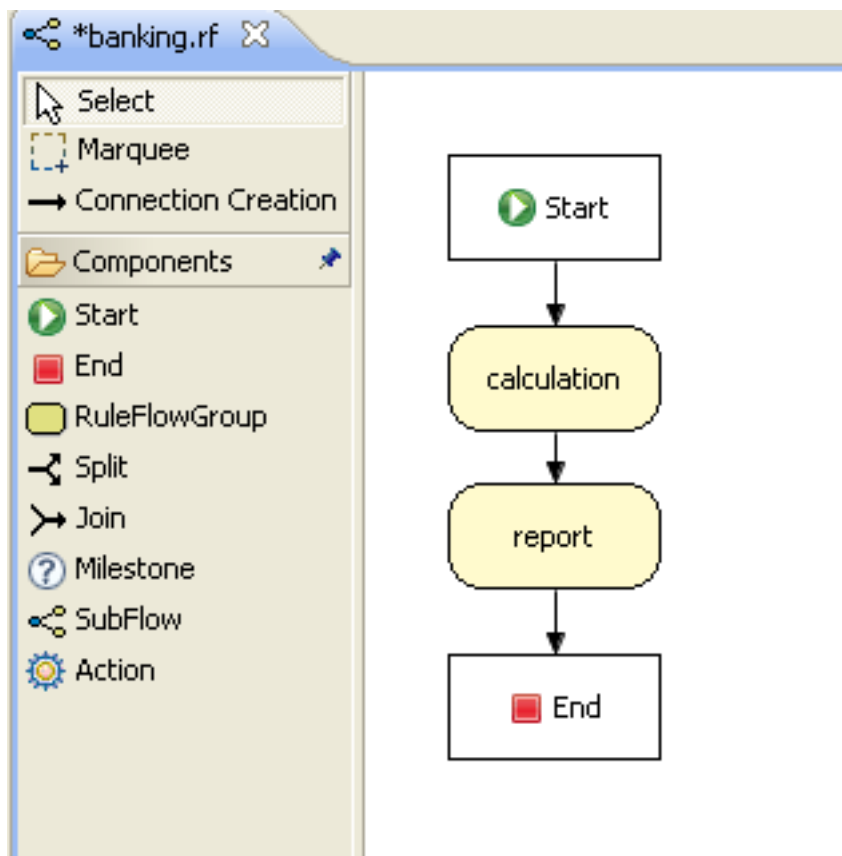 *banking.rf
Select
Marquee
Connection Creation
Components
Start
End
RuleFlowGroup
Split
Join
Milestone
SubFlow
Action
Start
calculation
report
End